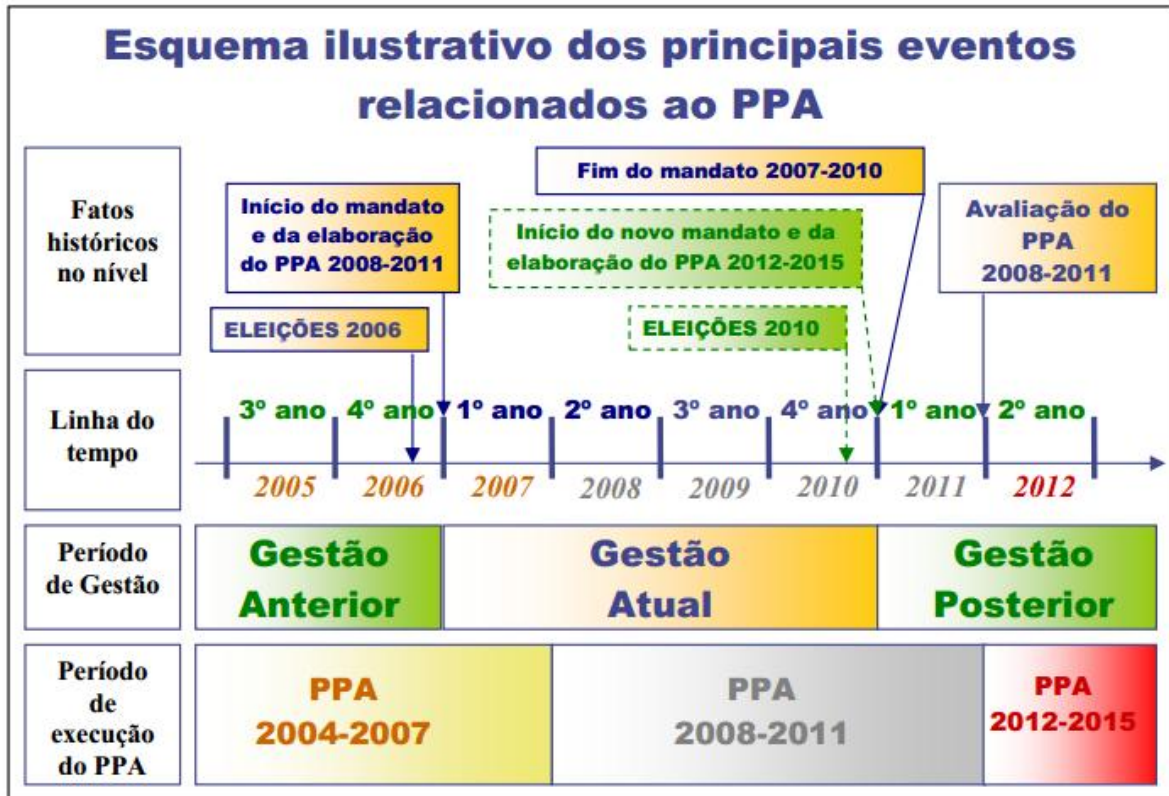 Esquema ilustrativo dos principais eventos
relacionados ao PPA
Fatos
históricos
no nível
Início do mandato
e da elaboração
do PPA 2008-2011
ELEIÇÕES 2006
Fim do mandato 2007-2010
Início do novo mandato e da
elaboração do PPA 2012-2015
ELEIÇÕES 2010
Avaliação do
PPA
2008-2011
Linha do
tempo
3º ano 4º ano 1º ano 2º ano 3º ano 4º ano 1º ano 2º ano
2005 2006 2007 2008 2009 2010 2011 2012
Período
de Gestão
Gestão
Anterior
Gestão
Atual
Gestão
Posterior
Período
de
execução
do PPA
PPA
2004-2007
PPA
2008-2011
PPA
2012-2015